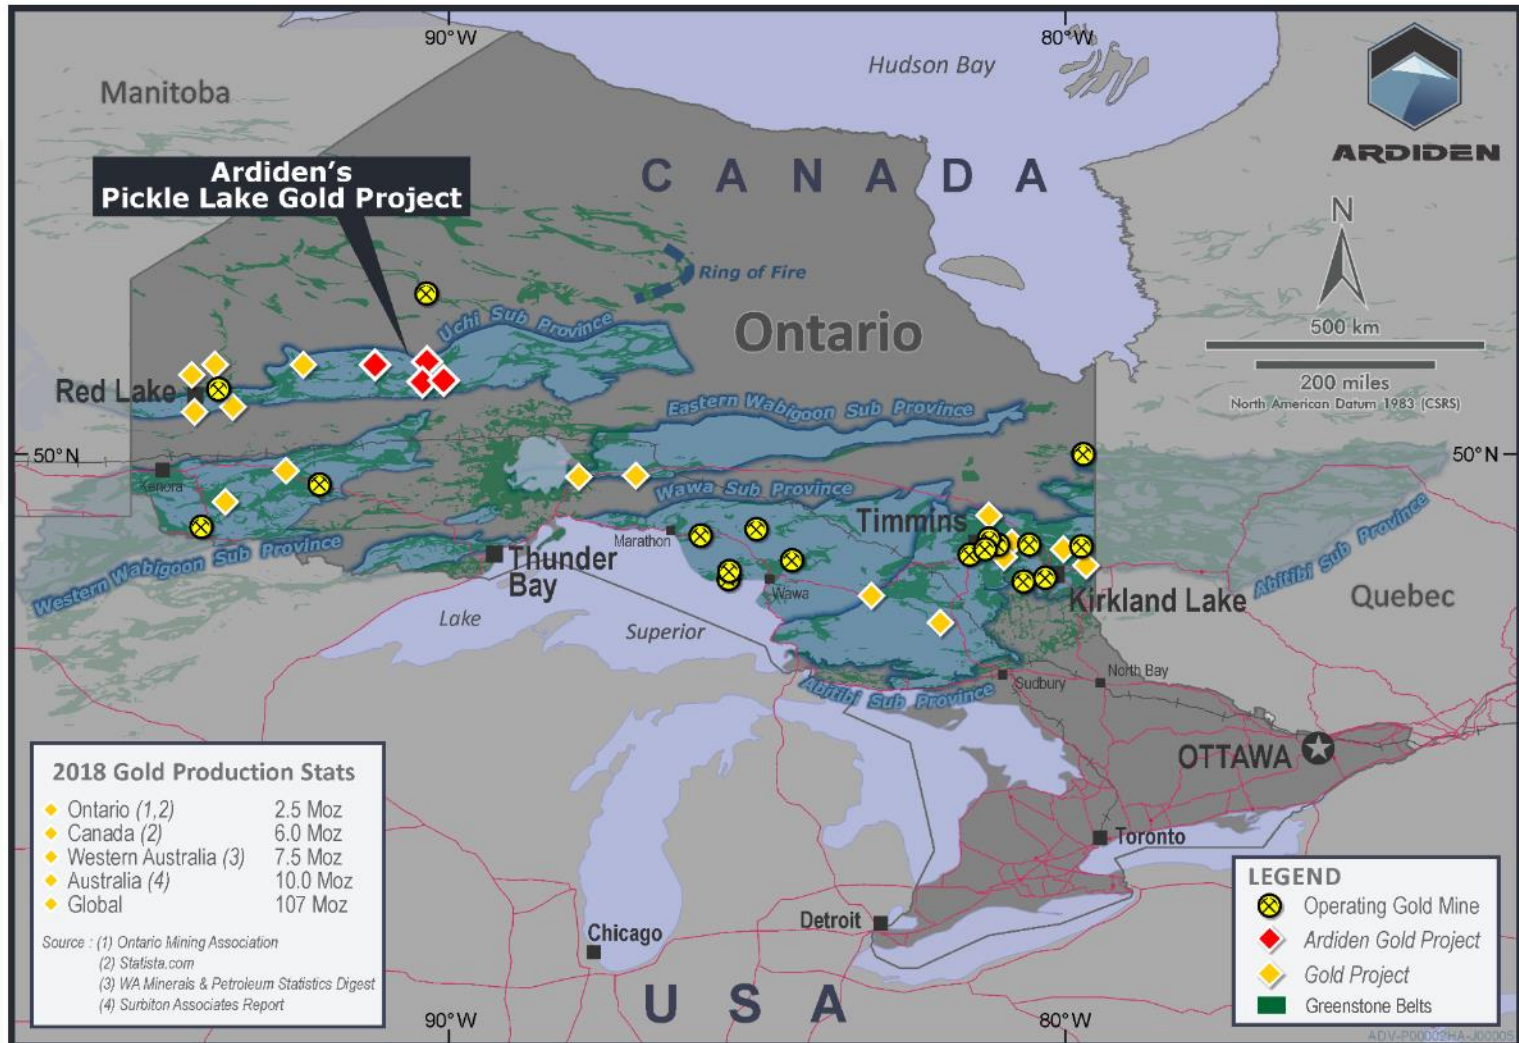 90°W
80°W
Hudson Bay
Manitoba
ARDIDEN
Ardiden's
Pickle Lake Gold Project
CANADA
N
Ring of Fire
500 km
Uchi Sub Province
Ontario
200 miles
North American Datum 1983 (CSRS)
Red Lake
Eastern Wabigoon Sub Province
50°N
50°N
Kenora
Wawa Sub Province
Timmins
Marathon
Thunder
Bay
Western Wabigoon Sub Province
Abitibi Sub Province
Wawa
Kirkland Lake
Quebec
Lake
Superior
Abitibi Sub Province
Sudbury
North Bay
OTTAWA
2018 Gold Production Stats
Ontario (1,2) 2.5 Moz
Canada (2) 6.0 Moz
Western Australia (3) 7.5 Moz
Australia (4) 10.0 Moz
Global 107 Moz
Source : (1) Ontario Mining Association
(2) Statista.com
(3) WA Minerals & Petroleum Statistics Digest
(4) Surbiton Associates Report
Toronto
Detroit
Chicago
LEGEND
Operating Gold Mine
Ardiden Gold Project
Gold Project
Greenstone Belts
USA
90°W
80°W
ADV-P00002HA-J00005